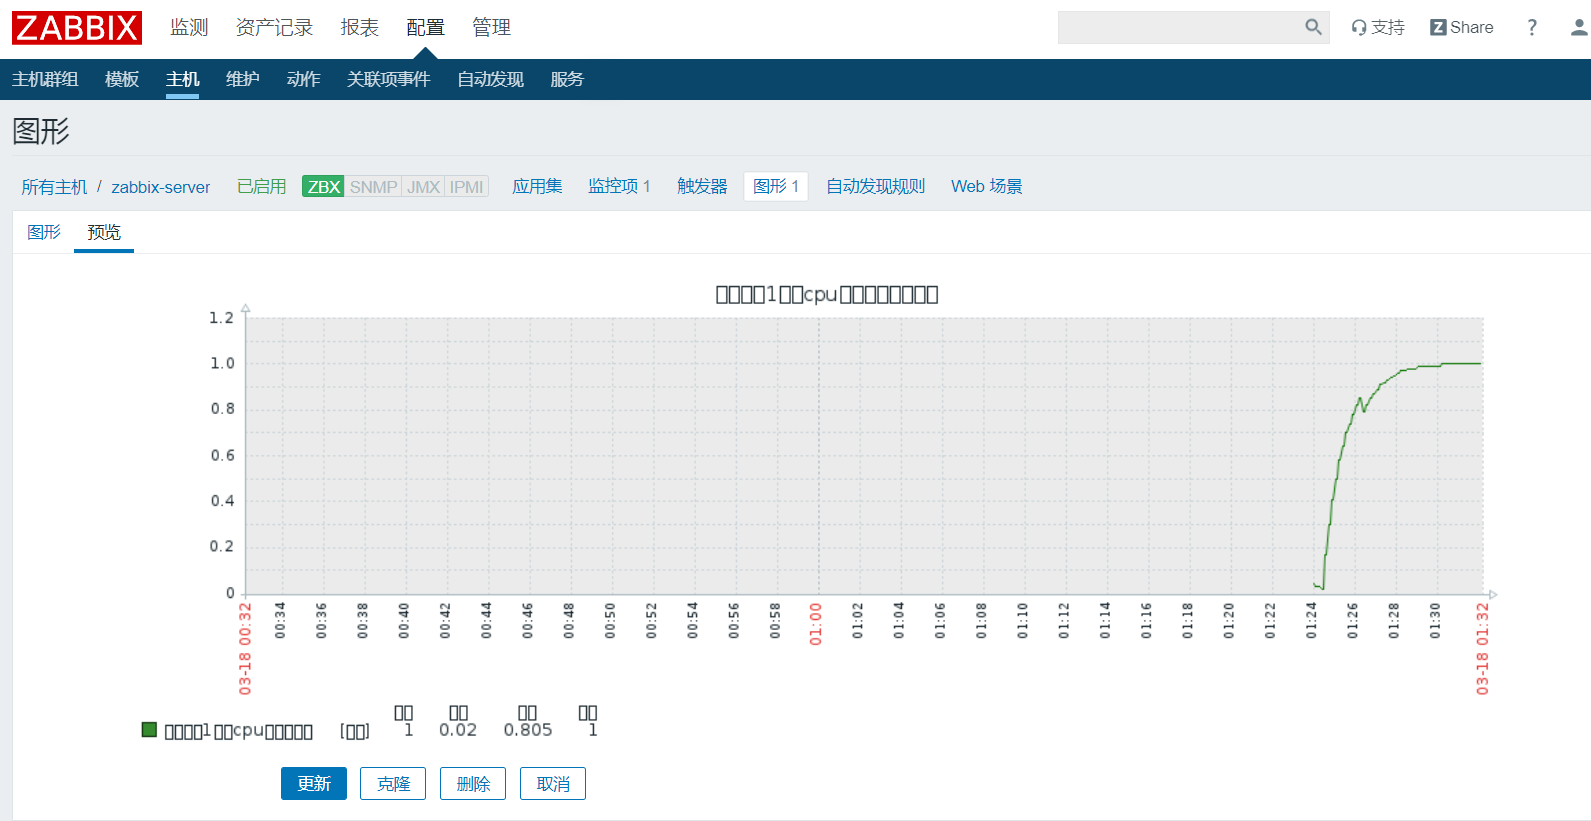 ZABBIX 监测 资产记录 报表 配置 管理 支持 Z Share ?
主机群组 模板 主机 维护 动作 关联项事件 自动发现 服务
图形
所有主机 / zabbix-server 已启用 ZBX SNMP JMX IPMI 应用集 监控项 1 触发器 图形 1 自动发现规则 Web 场景
图形 预览
□□□□1□□cpu□□□□□□□□
1.2
1.0
0.8
0.6
0.4
0.2
0
03-18 00:32 00:34 00:36 00:38 00:40 00:42 00:44 00:46 00:48 00:50 00:52 00:54 00:56 00:58 01:00 01:02 01:04 01:06 01:08 01:10 01:12 01:14 01:16 01:18 01:20 01:22 01:24 01:26 01:28 01:30 03-18 01:32
□□ □□ □□ □□
□□□□1□□cpu□□□□□ [□□] 1 0.02 0.805 1
更新 克隆 删除 取消